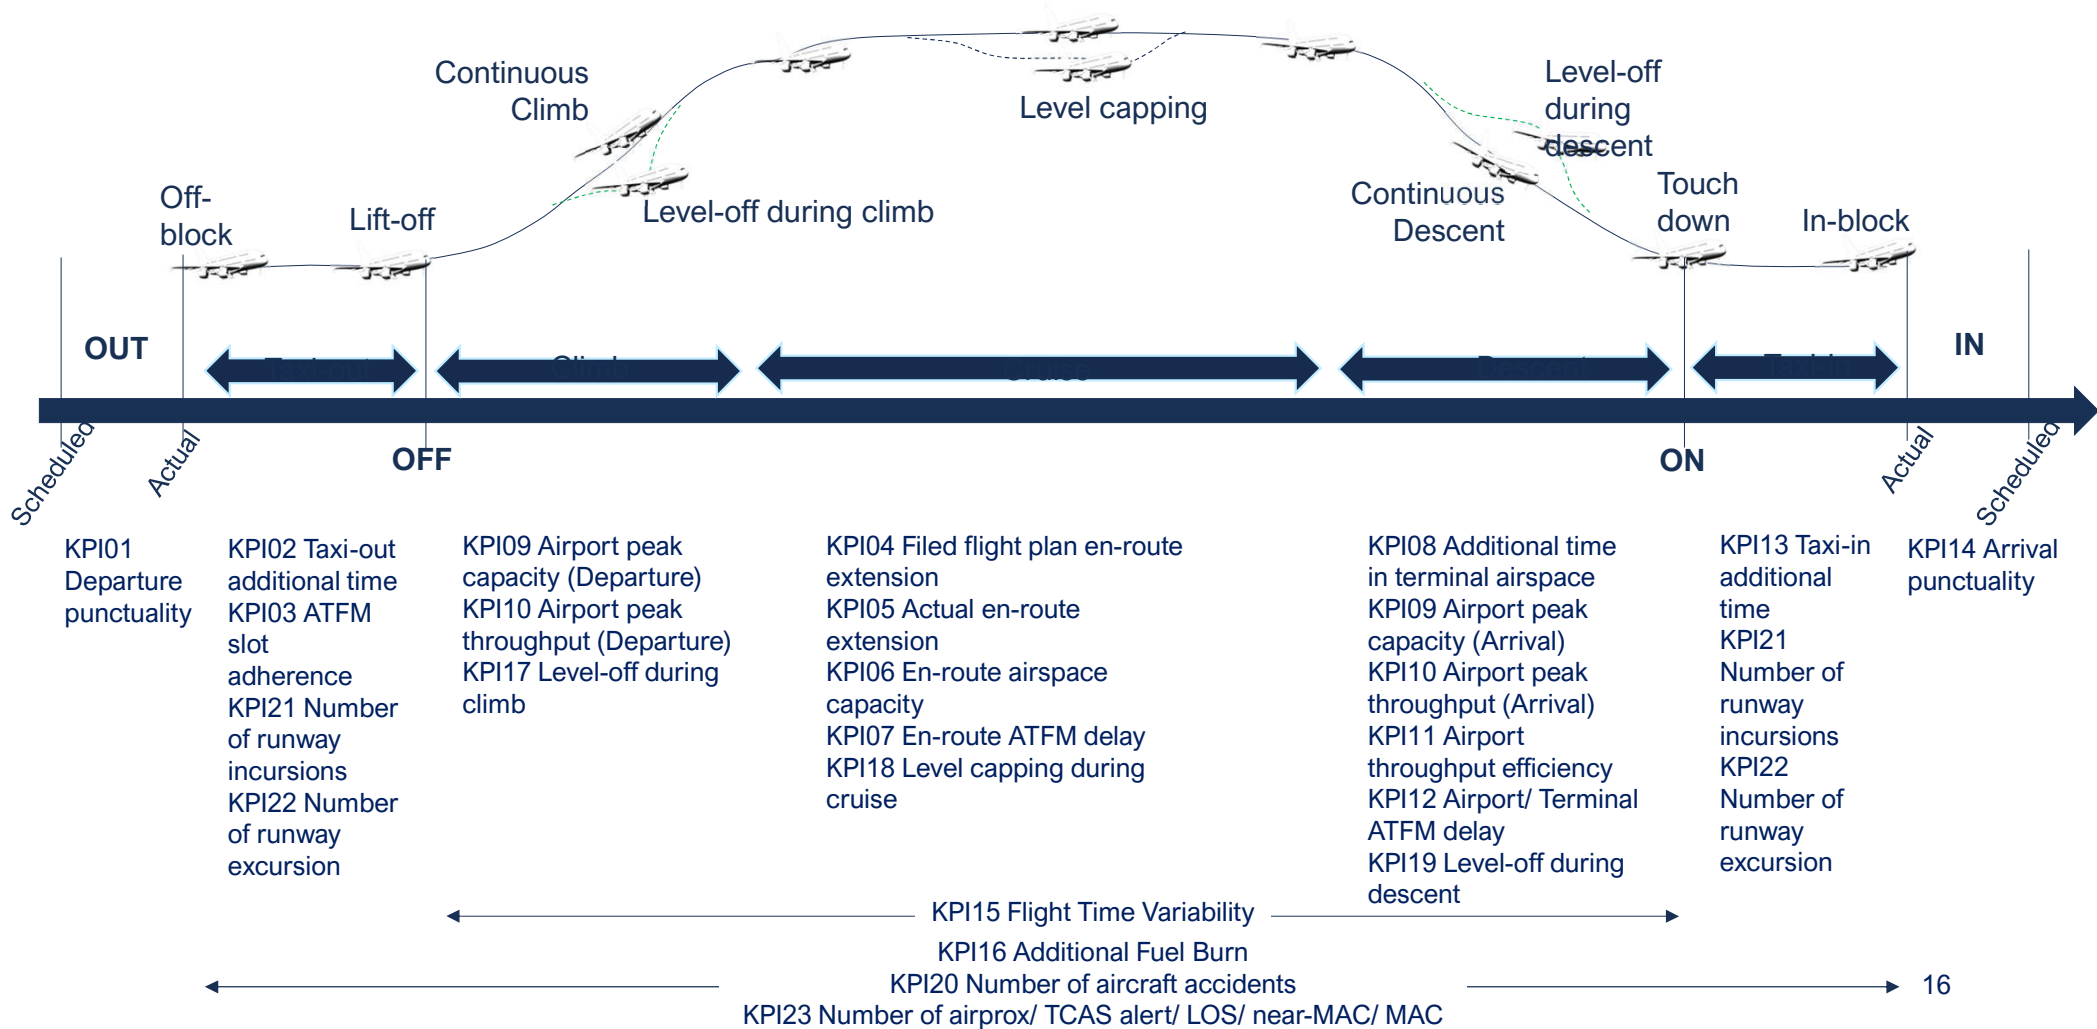 Continuous
Climb
Level capping
Level-off
during
descent
Off-
block
Lift-off
Level-off during climb
Continuous
Descent
Touch
down
In-block
OUT
Taxi-out
Climb
Cruise
Descent
Taxi-in
IN
Scheduled
Actual
OFF
ON
Actual
Scheduled
KPI01
Departure
punctuality
KPI02 Taxi-out
additional time
KPI03 ATFM
slot
adherence
KPI21 Number
of runway
incursions
KPI22 Number
of runway
excursion
KPI09 Airport peak
capacity (Departure)
KPI10 Airport peak
throughput (Departure)
KPI17 Level-off during
climb
KPI04 Filed flight plan en-route
extension
KPI05 Actual en-route
extension
KPI06 En-route airspace
capacity
KPI07 En-route ATFM delay
KPI18 Level capping during
cruise
KPI08 Additional time
in terminal airspace
KPI09 Airport peak
capacity (Arrival)
KPI10 Airport peak
throughput (Arrival)
KPI11 Airport
throughput efficiency
KPI12 Airport/ Terminal
ATFM delay
KPI19 Level-off during
descent
KPI13 Taxi-in
additional
time
KPI21
Number of
runway
incursions
KPI22
Number of
runway
excursion
KPI14 Arrival
punctuality
KPI15 Flight Time Variability
KPI16 Additional Fuel Burn
KPI20 Number of aircraft accidents
KPI23 Number of airprox/ TCAS alert/ LOS/ near-MAC/ MAC
16